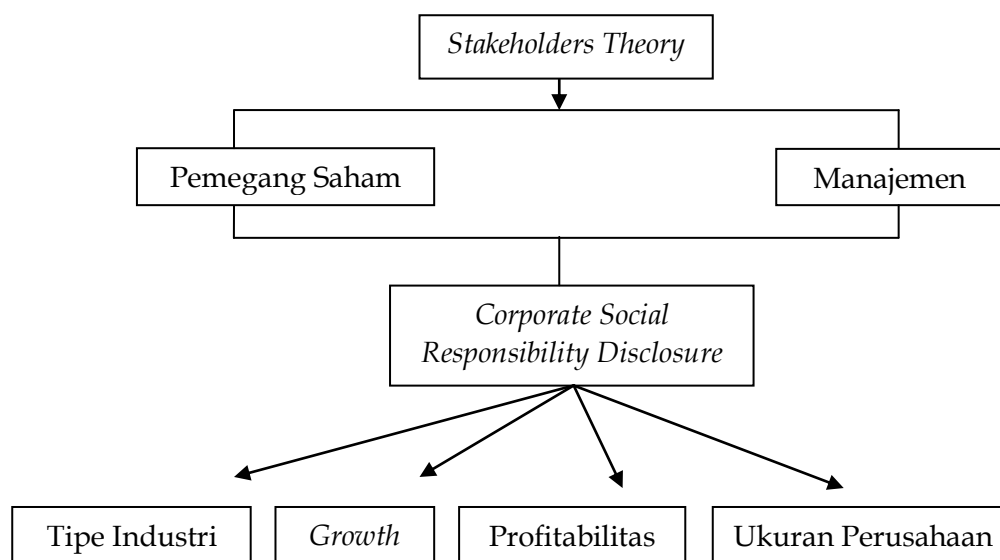 Stakeholders Theory
Pemegang Saham
Manajemen
Corporate Social
Responsibility Disclosure
Tipe Industri
Growth
Profitabilitas
Ukuran Perusahaan